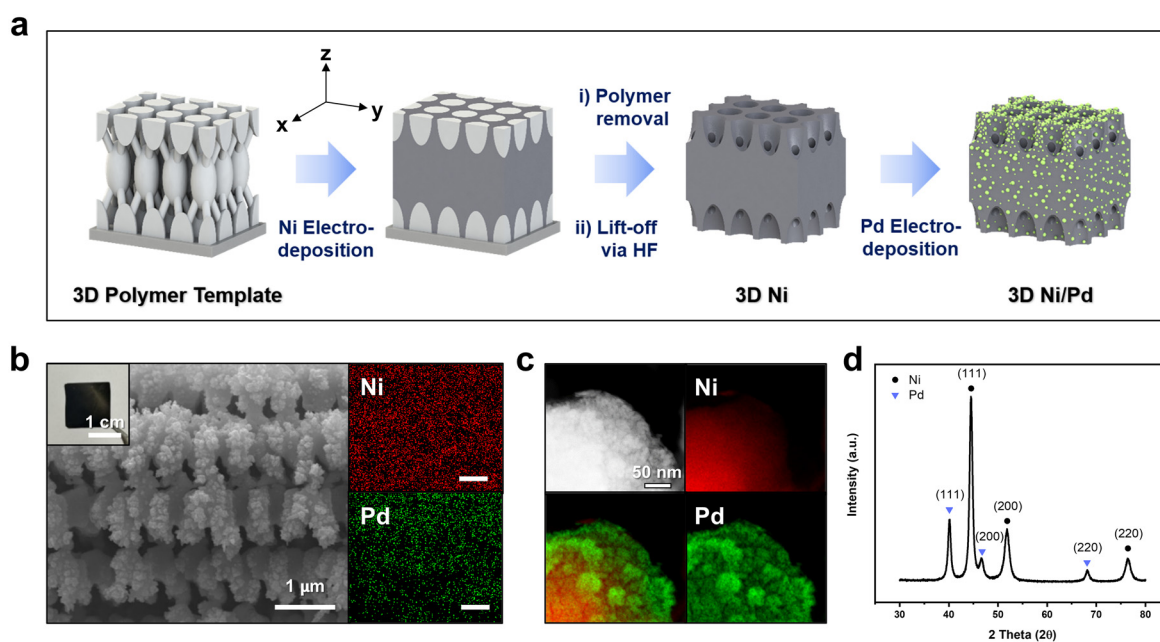 a
z
x
y
i) Polymer
removal
Ni Electro-
deposition
ii) Lift-off
via HF
Pd Electro-
deposition
3D Polymer Template
3D Ni
3D Ni/Pd
b
1 cm
1 μm
Ni
Pd
c
50 nm
Ni
Pd
d
Ni
Pd
(111)
(111)
(200)
(200)
(220)
(220)
Intensity (a.u.)
30 40 50 60 70 80
2 Theta (2θ)